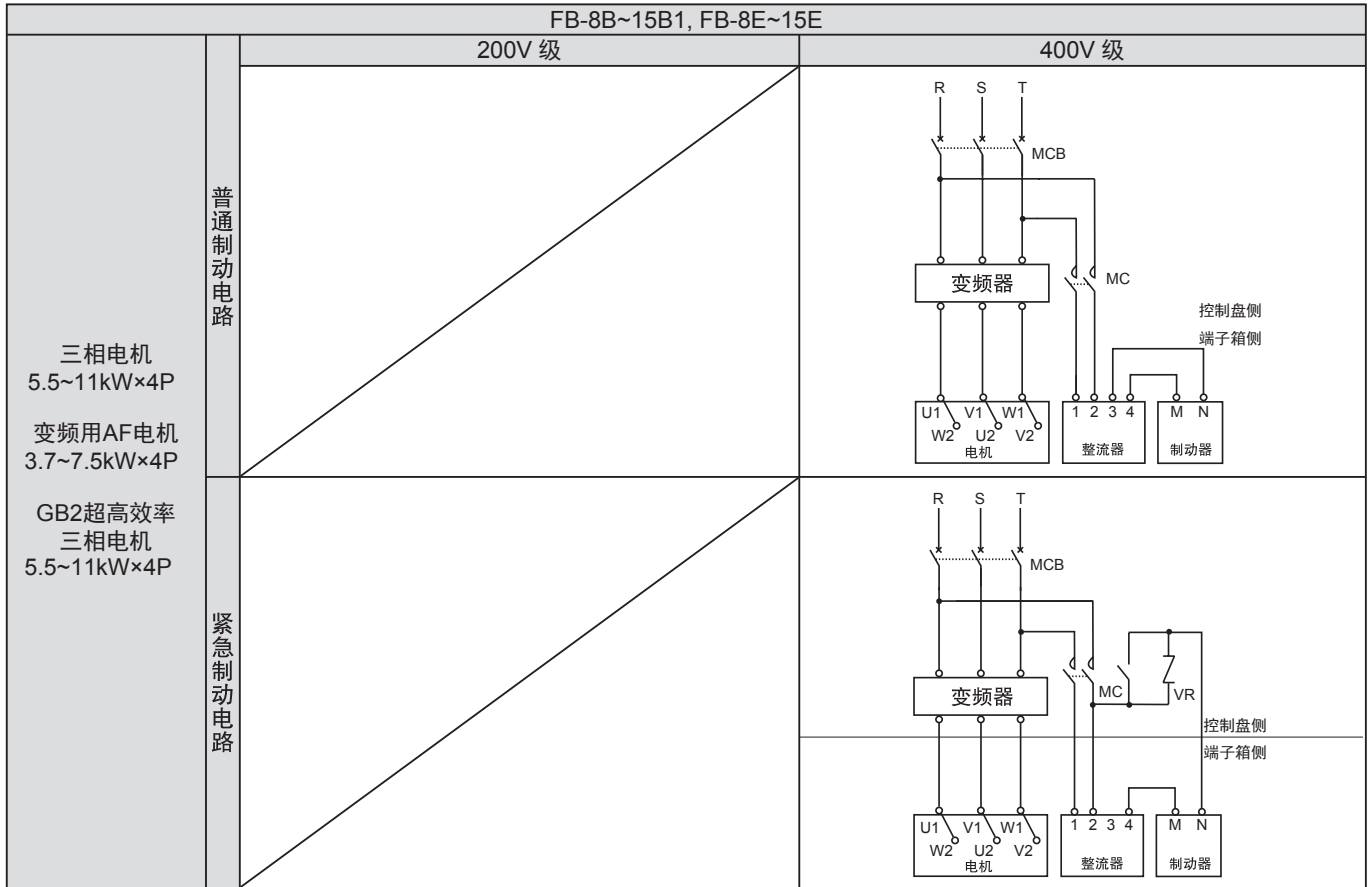 FB-8B~15B1, FB-8E~15E
200V 级
400V 级
三相电机
5.5~11kW×4P
变频用AF电机
3.7~7.5kW×4P
GB2超高效率
三相电机
5.5~11kW×4P
普通制动电路
R S T
MCB
变频器
MC
控制盘侧
端子箱侧
U1 V1 W1
W2 U2 V2
电机
1 2 3 4
整流器
M N
制动器
紧急制动电路
R S T
MCB
变频器
MC
VR
控制盘侧
端子箱侧
U1 V1 W1
W2 U2 V2
电机
1 2 3 4
整流器
M N
制动器